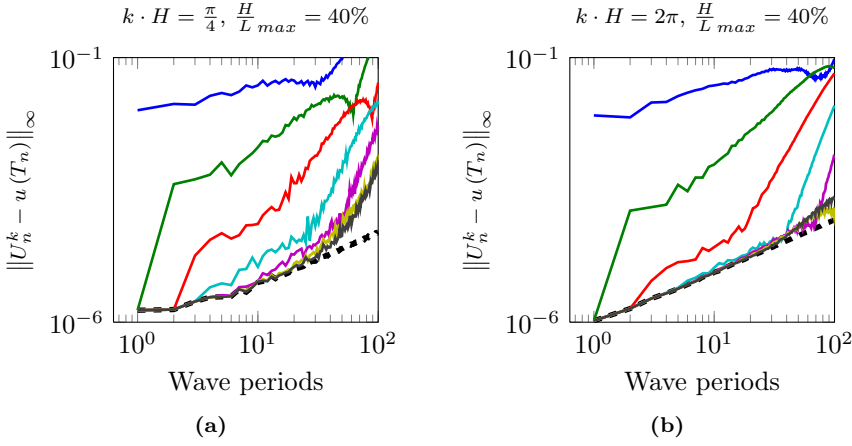 k · H = π/4, H/L max = 40%
10^-1
‖U_n^k − u (T_n)‖_∞
10^-6
10^0 10^1 10^2
Wave periods
(a)
k · H = 2π, H/L max = 40%
10^-1
‖U_n^k − u (T_n)‖_∞
10^-6
10^0 10^1 10^2
Wave periods
(b)